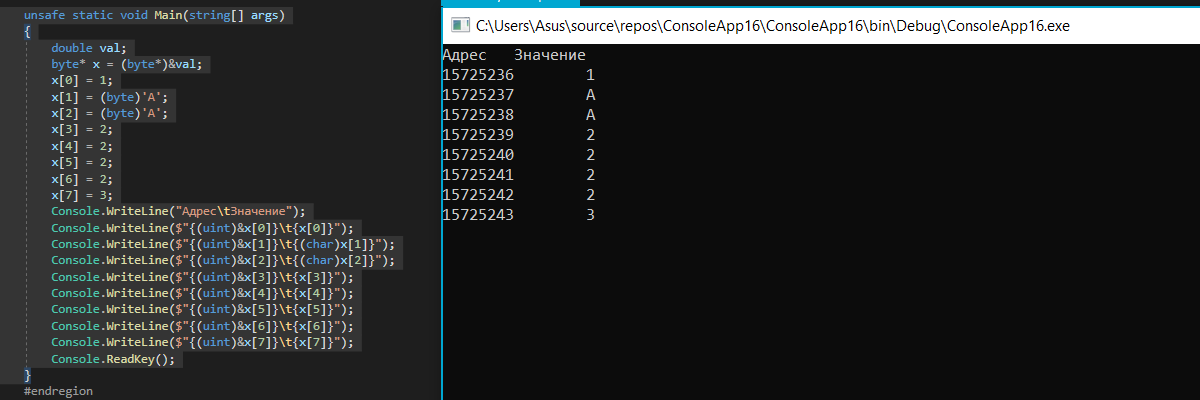 unsafe static void Main(string[] args)
{
double val;
byte* x = (byte*)&val;
x[0] = 1;
x[1] = (byte)'A';
x[2] = (byte)'A';
x[3] = 2;
x[4] = 2;
x[5] = 2;
x[6] = 2;
x[7] = 3;
Console.WriteLine("Адрес\tЗначение");
Console.WriteLine($"{(uint)&x[0]}\t{x[0]}");
Console.WriteLine($"{(uint)&x[1]}\t{(char)x[1]}");
Console.WriteLine($"{(uint)&x[2]}\t{(char)x[2]}");
Console.WriteLine($"{(uint)&x[3]}\t{x[3]}");
Console.WriteLine($"{(uint)&x[4]}\t{x[4]}");
Console.WriteLine($"{(uint)&x[5]}\t{x[5]}");
Console.WriteLine($"{(uint)&x[6]}\t{x[6]}");
Console.WriteLine($"{(uint)&x[7]}\t{x[7]}");
Console.ReadKey();
}
#endregion
C:\Users\Asus\source\repos\ConsoleApp16\ConsoleApp16\bin\Debug\ConsoleApp16.exe
Адрес Значение
15725236 1
15725237 A
15725238 A
15725239 2
15725240 2
15725241 2
15725242 2
15725243 3